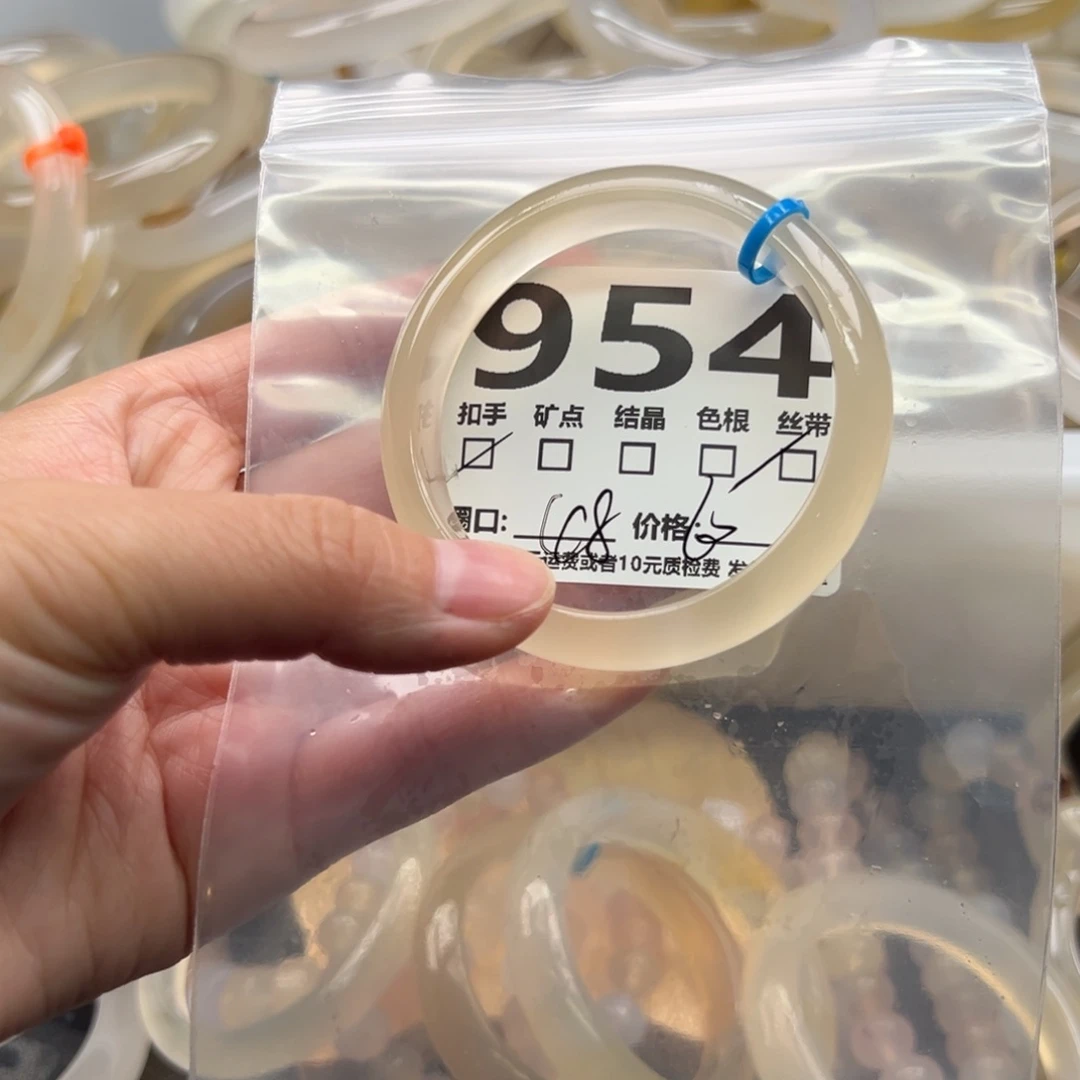 954
扣手 矿点 结晶 色根 丝带
圈口: 68 价格:
运费或者10元质检费 发